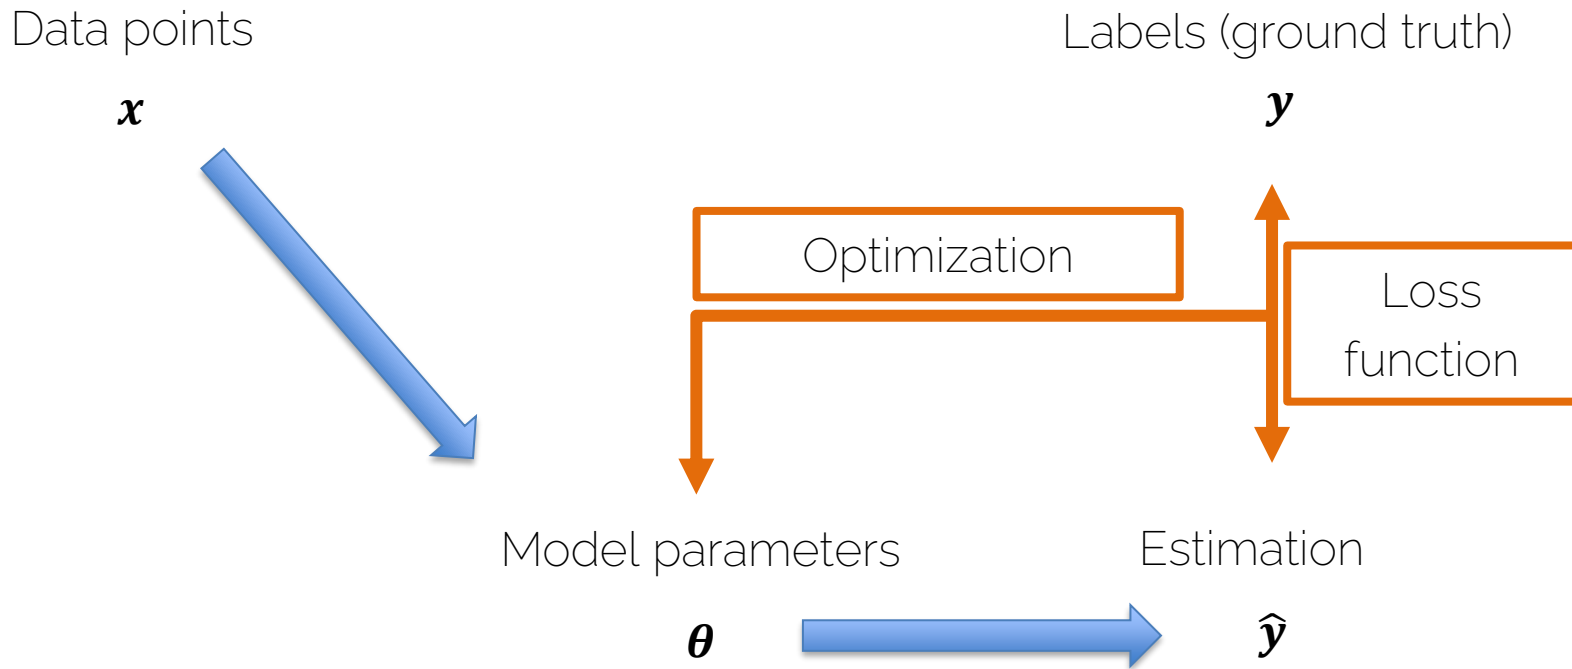 Data points
Labels (ground truth)
x
y
Optimization
Loss
function
Model parameters
Estimation
θ
ŷ